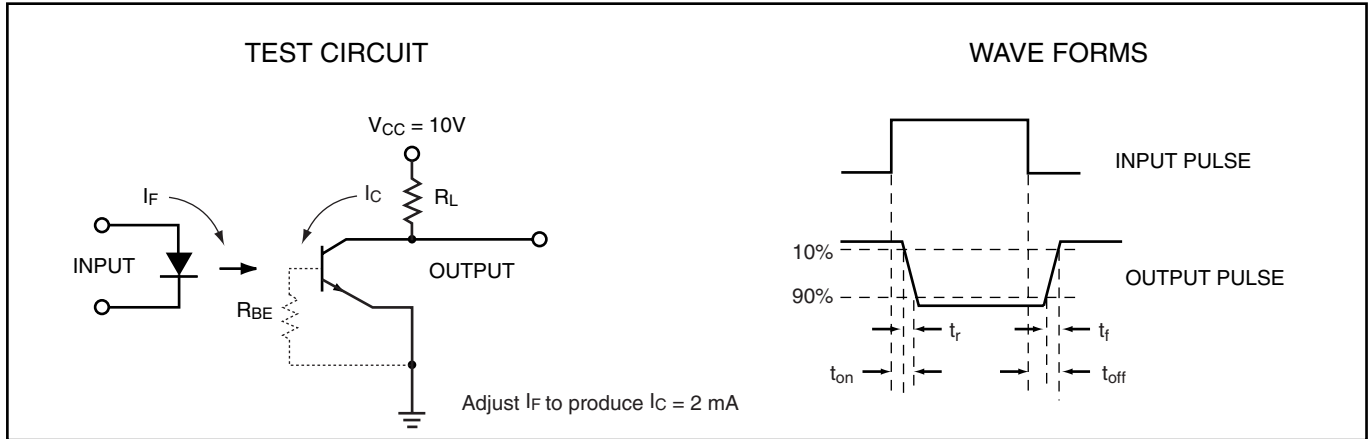 TEST CIRCUIT
WAVE FORMS
VCC = 10V
IF
IC
RL
INPUT
OUTPUT
RBE
Adjust IF to produce IC = 2 mA
INPUT PULSE
10%
OUTPUT PULSE
90%
tr
tf
ton
toff